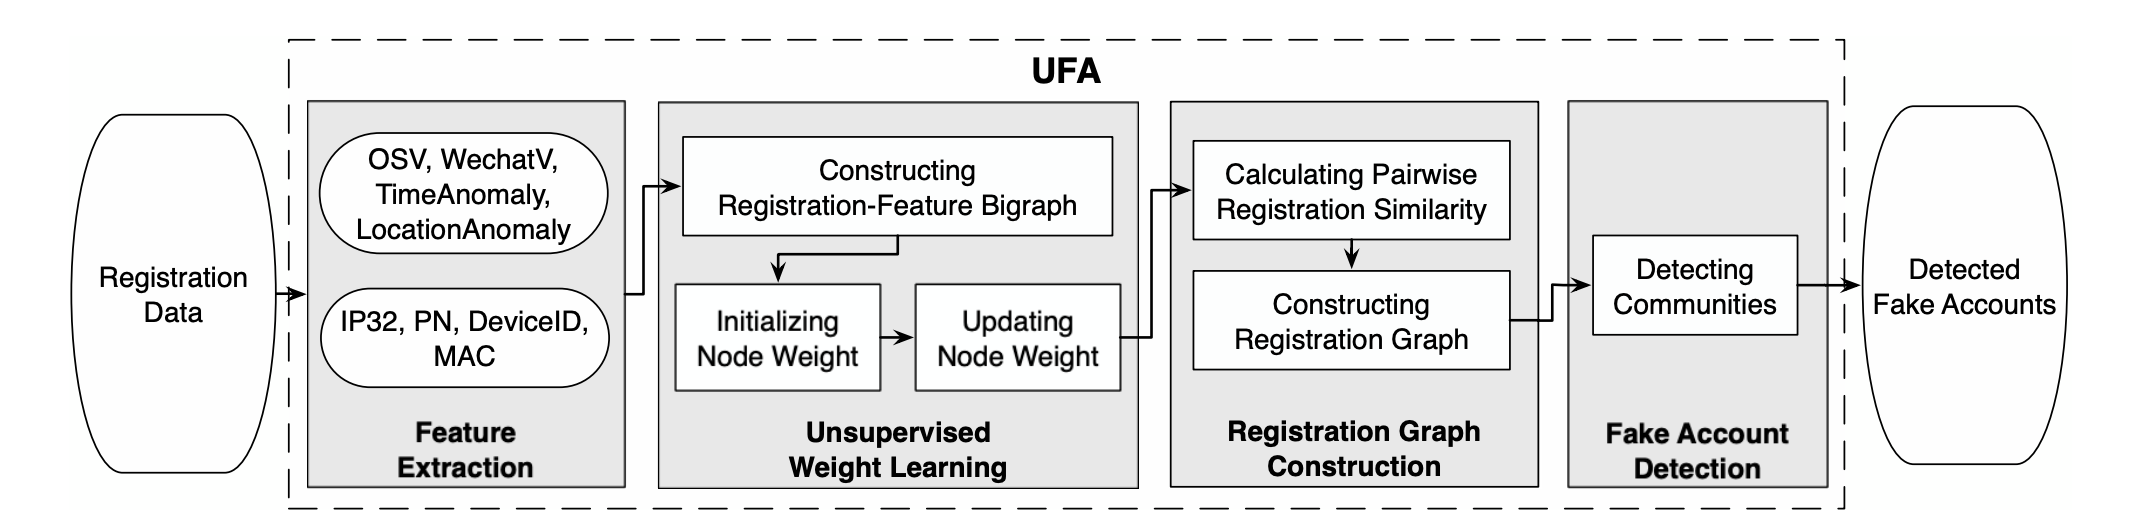 UFA
Registration
Data
OSV, WechatV,
TimeAnomaly,
LocationAnomaly
IP32, PN, DeviceID,
MAC
Feature
Extraction
Constructing
Registration-Feature Bigraph
Initializing
Node Weight
Updating
Node Weight
Unsupervised
Weight Learning
Calculating Pairwise
Registration Similarity
Constructing
Registration Graph
Registration Graph
Construction
Detecting
Communities
Fake Account
Detection
Detected
Fake Accounts